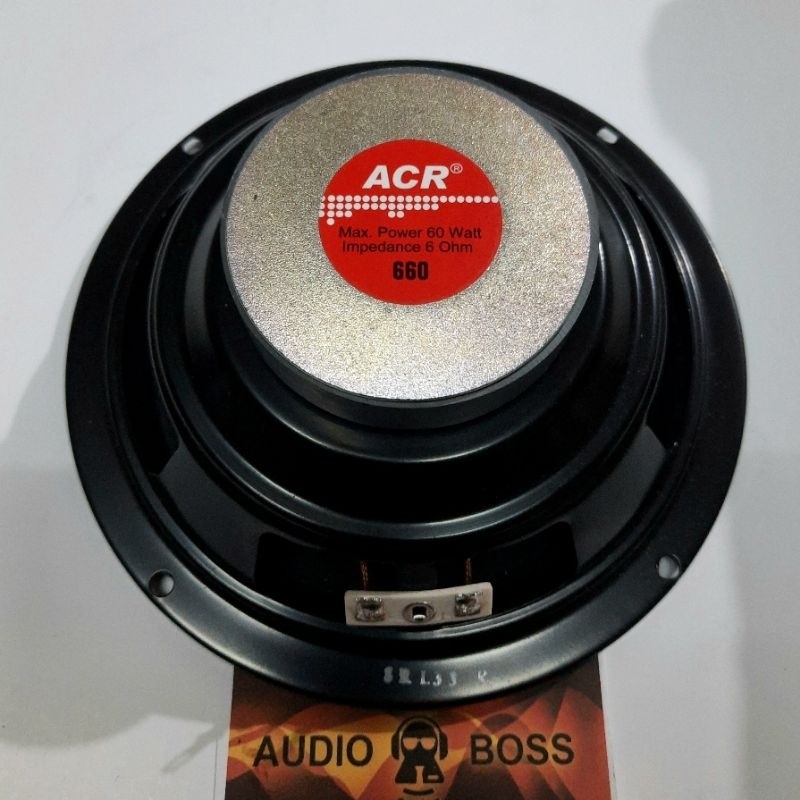 ACR®
Max. Power 60 Watt
Impedance 6 Ohm
660
AUDIO BOSS